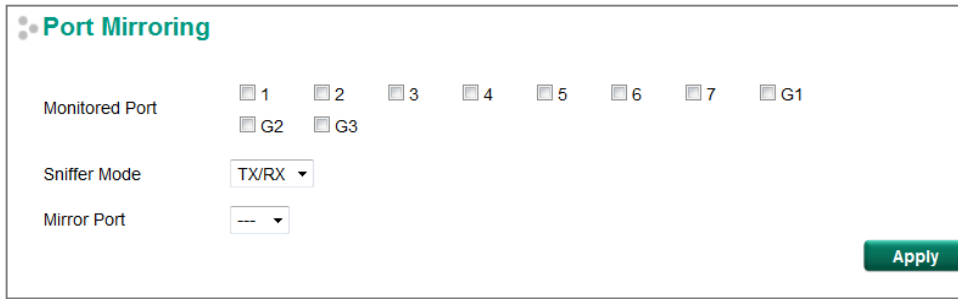 Port Mirroring
Monitored Port 1 2 3 4 5 6 7 G1
G2 G3
Sniffer Mode TX/RX
Mirror Port ---
Apply